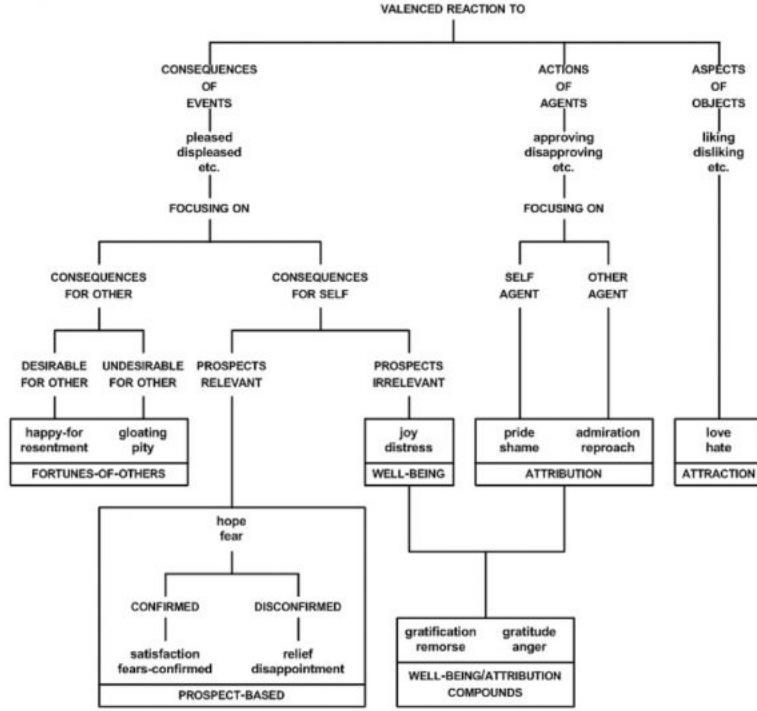 VALENCED REACTION TO
CONSEQUENCES
OF
EVENTS
ACTIONS
OF
AGENTS
ASPECTS
OF
OBJECTS
pleased
displeased
etc.
approving
disapproving
etc.
liking
disliking
etc.
FOCUSING ON
FOCUSING ON
CONSEQUENCES
FOR OTHER
CONSEQUENCES
FOR SELF
SELF
AGENT
OTHER
AGENT
DESIRABLE
FOR OTHER
UNDESIRABLE
FOR OTHER
PROSPECTS
RELEVANT
PROSPECTS
IRRELEVANT
happy-for
resentment
gloating
pity
FORTUNES-OF-OTHERS
joy
distress
WELL-BEING
pride
shame
admiration
reproach
ATTRIBUTION
love
hate
ATTRACTION
hope
fear
CONFIRMED
DISCONFIRMED
satisfaction
fears-confirmed
relief
disappointment
PROSPECT-BASED
gratification
remorse
gratitude
anger
WELL-BEING/ATTRIBUTION
COMPOUNDS